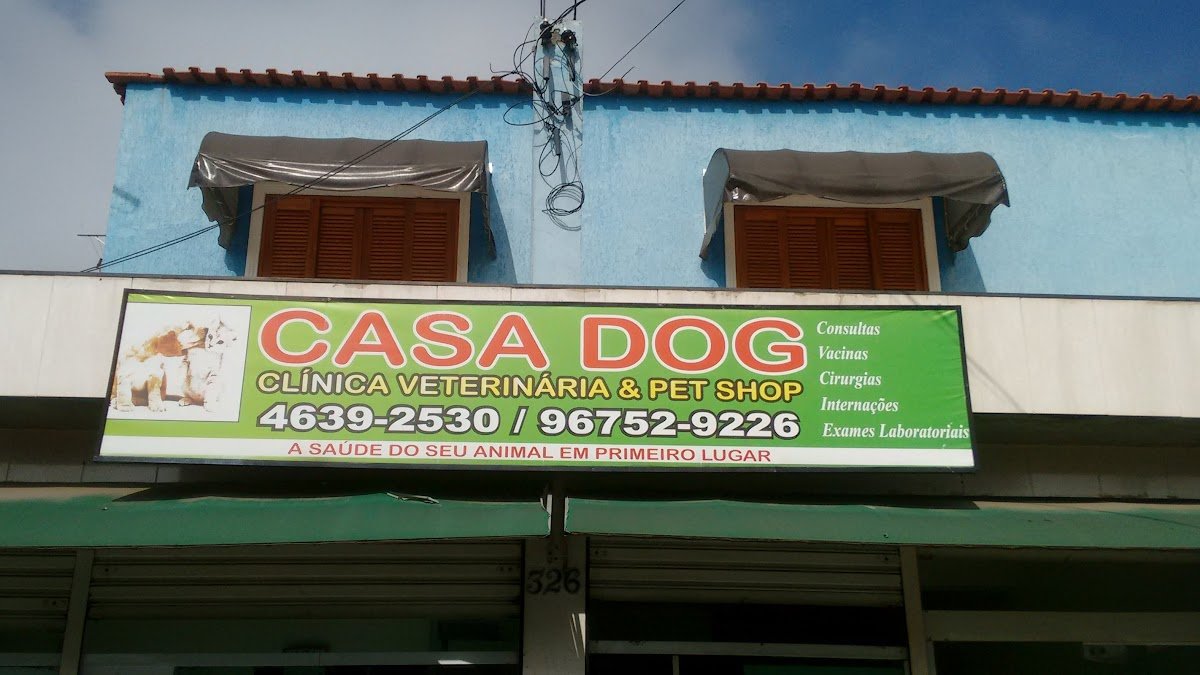 CASA DOG
CLÍNICA VETERINÁRIA & PET SHOP
4639-2530 / 96752-9226
A SAÚDE DO SEU ANIMAL EM PRIMEIRO LUGAR
Consultas
Vacinas
Cirurgias
Internações
Exames Laboratoriais
326